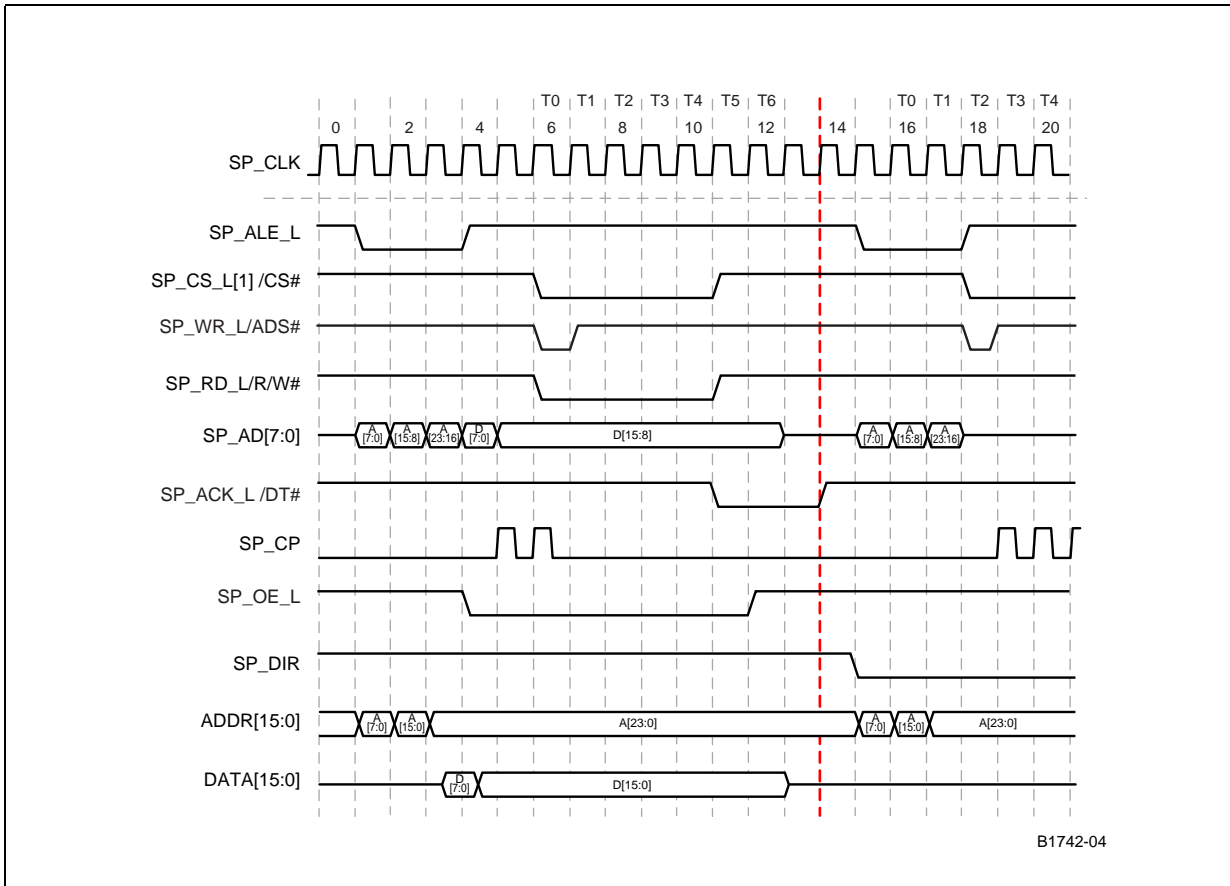 T0 T1 T2 T3 T4 T5 T6 T0 T1 T2 T3 T4
0 2 4 6 8 10 12 14 16 18 20
SP_CLK
SP_ALE_L
SP_CS_L[1] /CS#
SP_WR_L/ADS#
SP_RD_L/R/W#
SP_AD[7:0] A [7:0] A [15:8] A [23:16] D [7:0] D[15:8] A [7:0] A [15:8] A [23:16]
SP_ACK_L /DT#
SP_CP
SP_OE_L
SP_DIR
ADDR[15:0] A [7:0] A [15:0] A[23:0] A [7:0] A [15:0] A[23:0]
DATA[15:0] D [7:0] D[15:0]
B1742-04